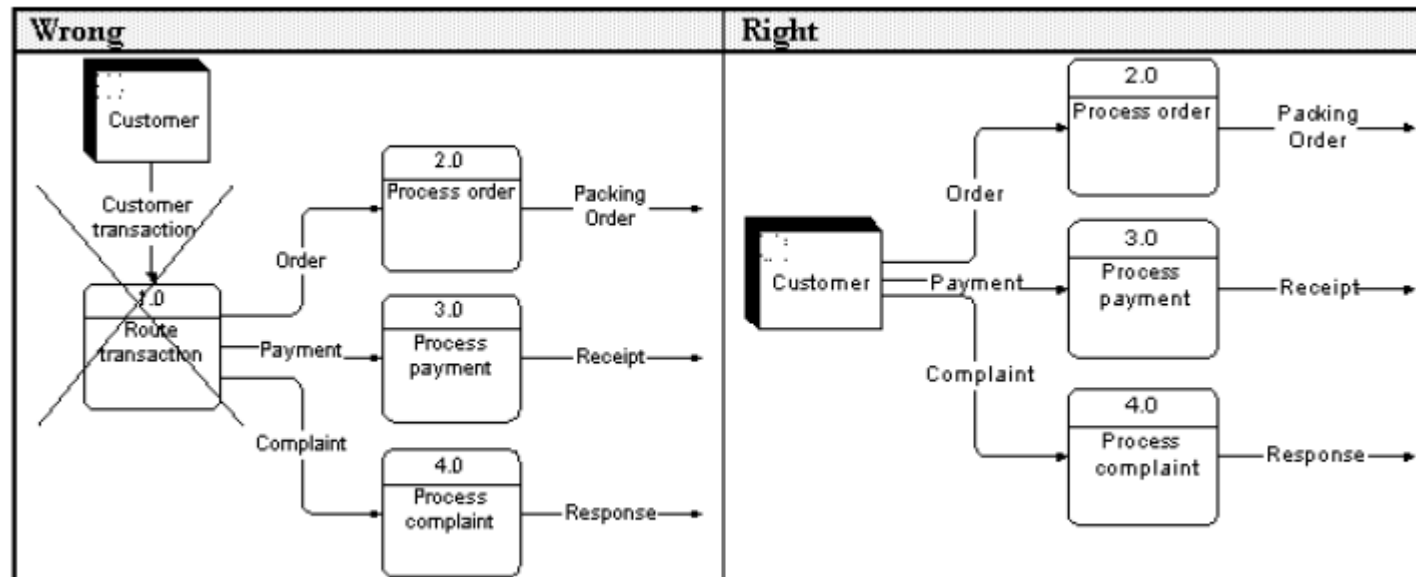 Wrong
Customer
Customer
transaction
1.0
Route
transaction
Order
Payment
Complaint
2.0
Process order
Packing
Order
3.0
Process
payment
Receipt
4.0
Process
complaint
Response
Right
Customer
Order
Payment
Complaint
2.0
Process order
Packing
Order
3.0
Process
payment
Receipt
4.0
Process
complaint
Response